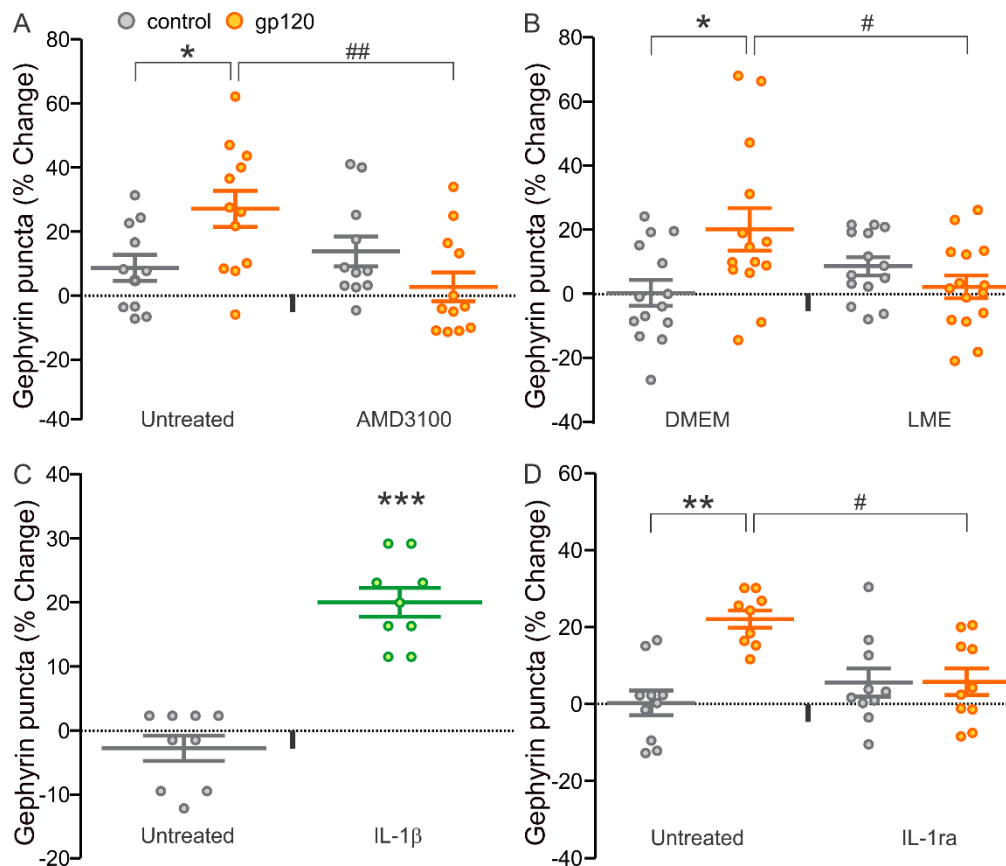 A
control
gp120
*
##
Gephyrin puncta (% Change)
80
60
40
20
0
-20
-40
Untreated
AMD3100
B
*
#
Gephyrin puncta (% Change)
80
60
40
20
0
-20
-40
DMEM
LME
C
***
Gephyrin puncta (% Change)
40
30
20
10
0
-10
-20
Untreated
IL-1β
D
**
#
Gephyrin puncta (% Change)
60
40
20
0
-20
-40
Untreated
IL-1ra